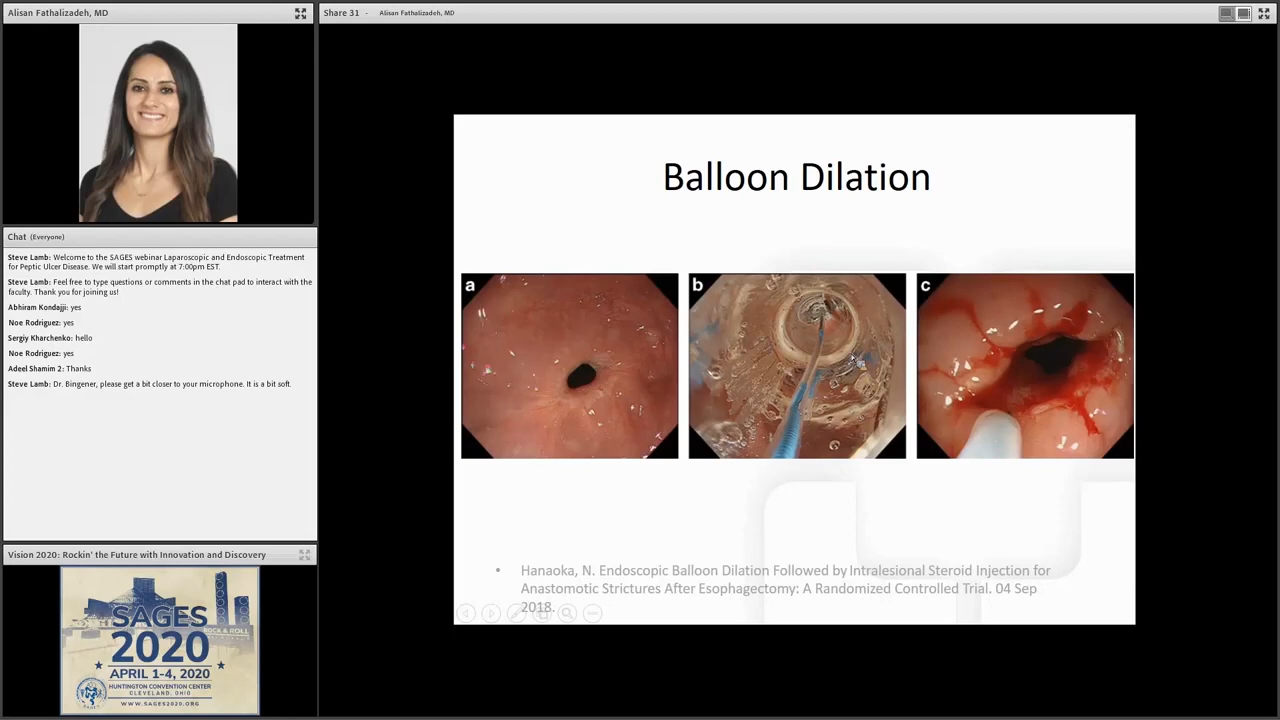 Alisan Fathalizadeh, MD
Share 31 - Alisan Fathalizadeh, MD
Chat (Everyone)
Steve Lamb: Welcome to the SAGES webinar Laparoscopic and Endoscopic Treatment
for Peptic Ulcer Disease. We will start promptly at 7:00pm EST.
Steve Lamb: Feel free to type questions or comments in the chat pad to interact with the
faculty. Thank you for joining us!
Abhiram Kondajji: yes
Noe Rodriguez: yes
Sergiy Kharchenko: hello
Noe Rodriguez: yes
Adeel Shamim 2: Thanks
Steve Lamb: Dr. Bingener, please get a bit closer to your microphone. It is a bit soft.
Vision 2020: Rockin' the Future with Innovation and Discovery
SAGES
ROCK & ROLL
2020
APRIL 1-4, 2020
HUNTINGTON CONVENTION CENTER
CLEVELAND, OHIO
WWW.SAGES2020.ORG
Balloon Dilation
a
b
c
• Hanaoka, N. Endoscopic Balloon Dilation Followed by Intralesional Steroid Injection for
Anastomotic Strictures After Esophagectomy: A Randomized Controlled Trial. 04 Sep
2018.